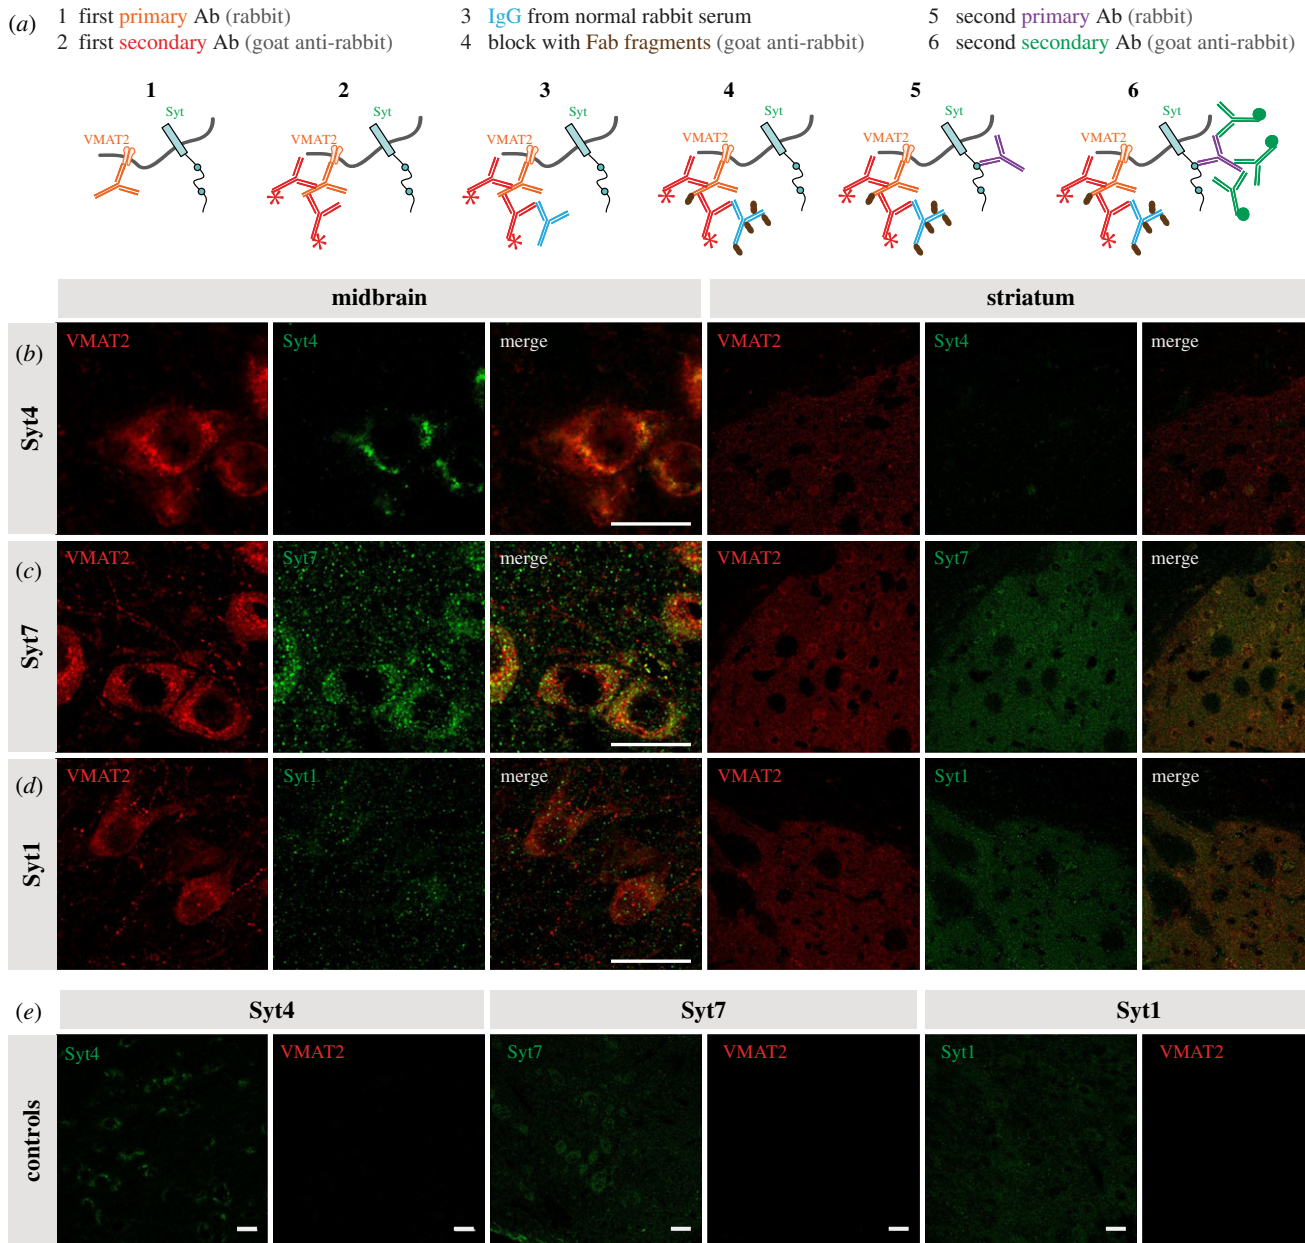 (a)
1 first primary Ab (rabbit)
2 first secondary Ab (goat anti-rabbit)
3 IgG from normal rabbit serum
4 block with Fab fragments (goat anti-rabbit)
5 second primary Ab (rabbit)
6 second secondary Ab (goat anti-rabbit)
1 2 3 4 5 6
Syt Syt Syt Syt Syt Syt
VMAT2 VMAT2 VMAT2 VMAT2 VMAT2 VMAT2
midbrain striatum
(b) Syt4
VMAT2 Syt4 merge VMAT2 Syt4 merge
(c) Syt7
VMAT2 Syt7 merge VMAT2 Syt7 merge
(d) Syt1
VMAT2 Syt1 merge VMAT2 Syt1 merge
(e) Syt4 Syt7 Syt1
controls
Syt4 VMAT2 Syt7 VMAT2 Syt1 VMAT2